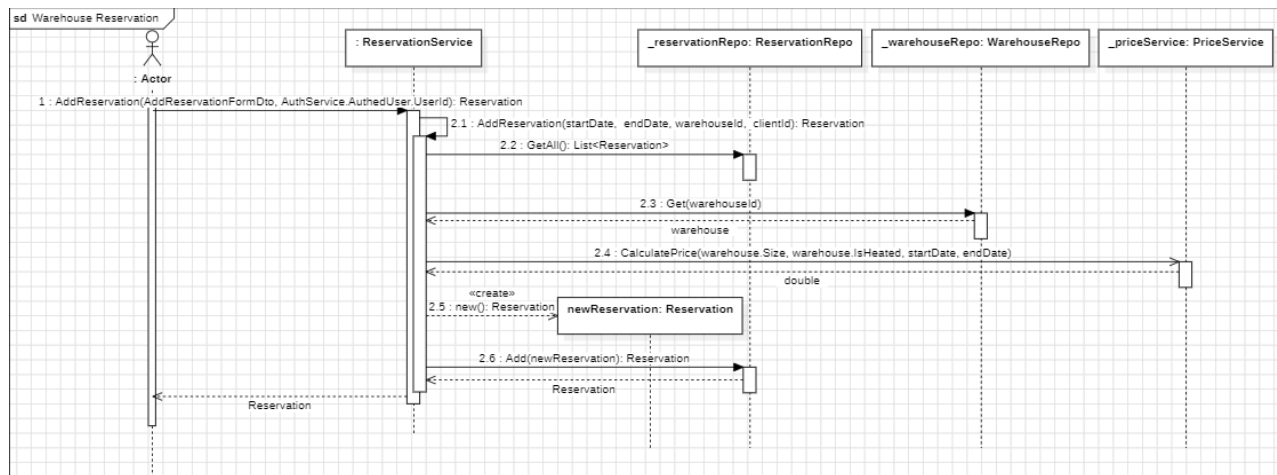 sd Warehouse Reservation
: ReservationService
_reservationRepo: ReservationRepo
_warehouseRepo: WarehouseRepo
_priceService: PriceService
: Actor
1 : AddReservation(AddReservationFormDto, AuthService.AuthedUser.UserId): Reservation
2.1 : AddReservation(startDate, endDate, warehouseId, clientId): Reservation
2.2 : GetAll(): List<Reservation>
2.3 : Get(warehouseId)
warehouse
2.4 : CalculatePrice(warehouse.Size, warehouse.IsHeated, startDate, endDate)
double
«create»
2.5 : new(): Reservation
newReservation: Reservation
2.6 : Add(newReservation): Reservation
Reservation
Reservation